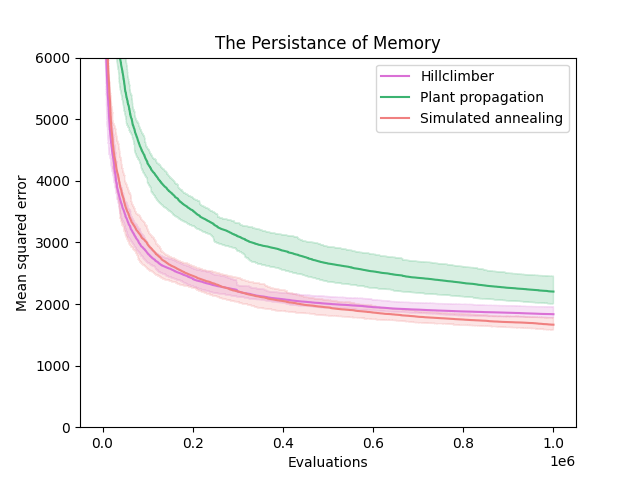 The Persistance of Memory
Hillclimber
Plant propagation
Simulated annealing
Mean squared error
6000
5000
4000
3000
2000
1000
0
0.0 0.2 0.4 0.6 0.8 1.0
1e6
Evaluations